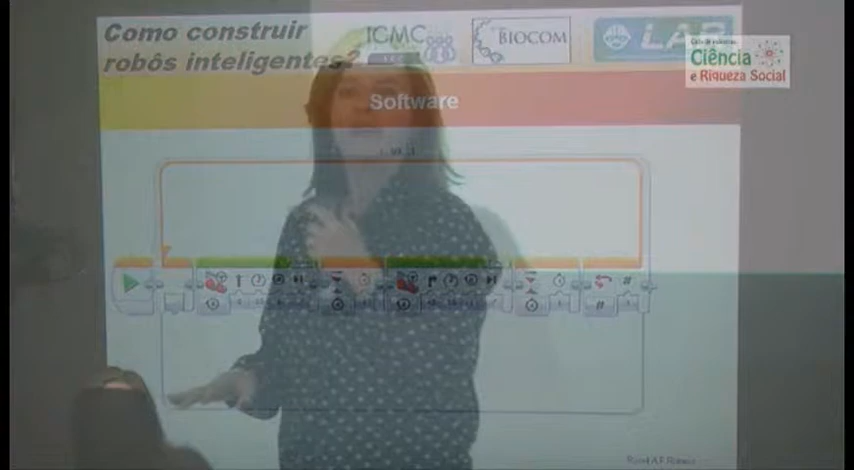 Como construir
robôs inteligentes?
ICMC
BIOCOM
LAR
Ciência
e Riqueza Social
Software